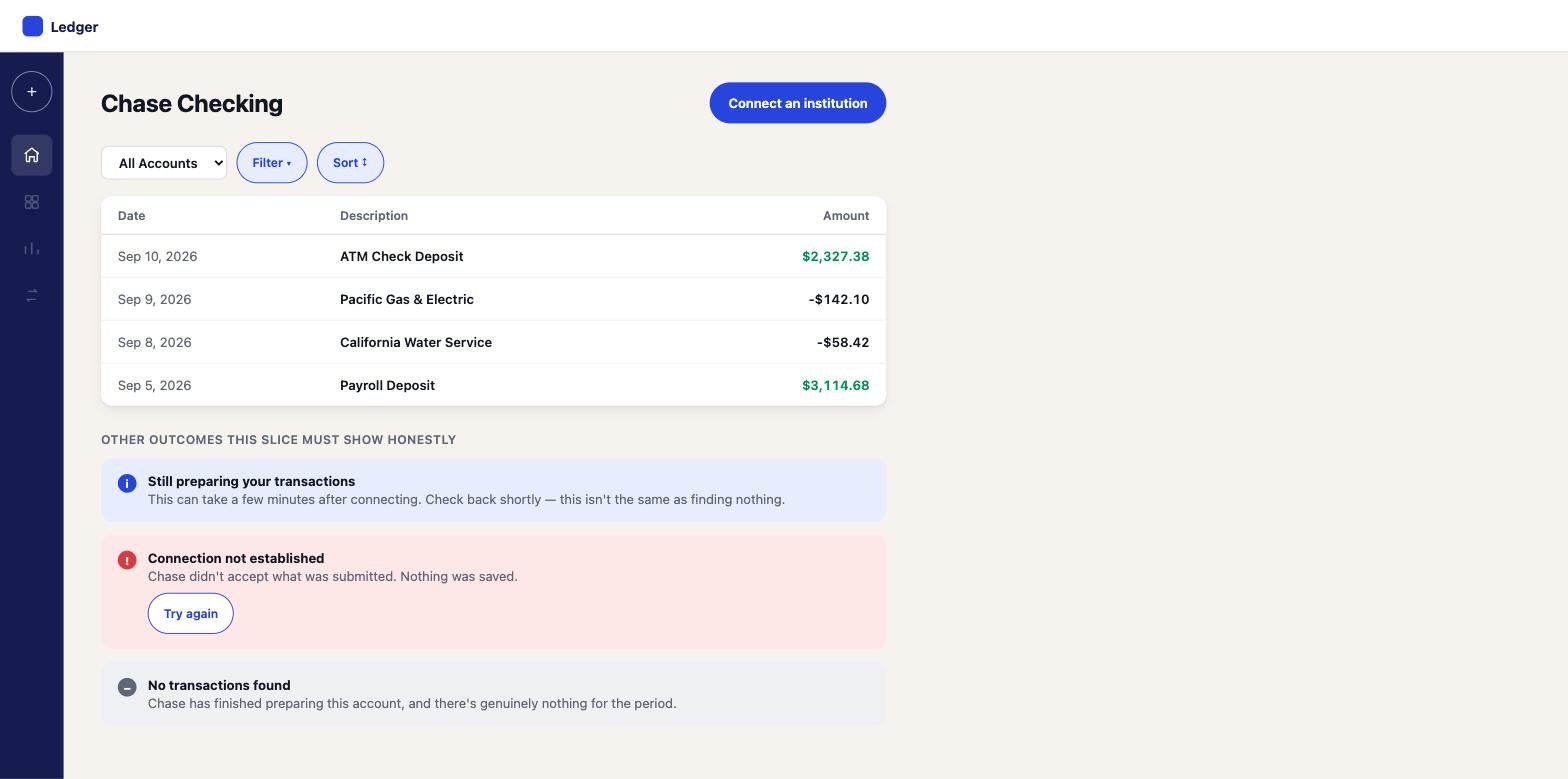 Ledger
+
Chase Checking
Connect an institution
All Accounts
Filter ▾
Sort ↕
Date Description Amount
Sep 10, 2026 ATM Check Deposit $2,327.38
Sep 9, 2026 Pacific Gas & Electric -$142.10
Sep 8, 2026 California Water Service -$58.42
Sep 5, 2026 Payroll Deposit $3,114.68
OTHER OUTCOMES THIS SLICE MUST SHOW HONESTLY
i Still preparing your transactions
This can take a few minutes after connecting. Check back shortly — this isn't the same as finding nothing.
! Connection not established
Chase didn't accept what was submitted. Nothing was saved.
Try again
– No transactions found
Chase has finished preparing this account, and there's genuinely nothing for the period.